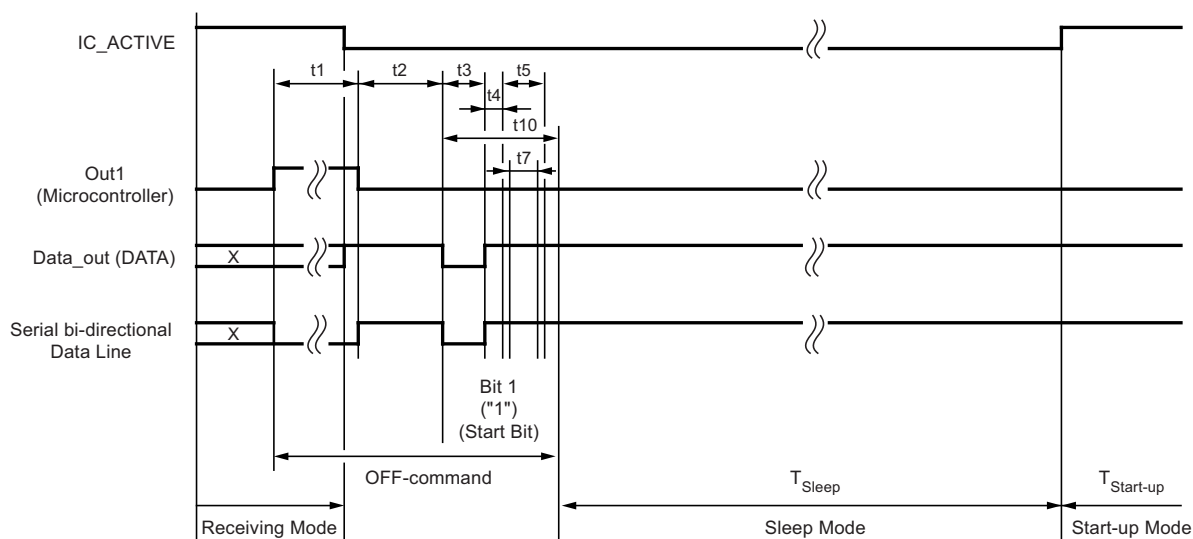 IC_ACTIVE
t1
t2
t3
t5
t4
t10
t7
Out1
(Microcontroller)
Data_out (DATA)
X
Serial bi-directional
Data Line
X
Bit 1
("1")
(Start Bit)
OFF-command
TSleep
TStart-up
Receiving Mode
Sleep Mode
Start-up Mode